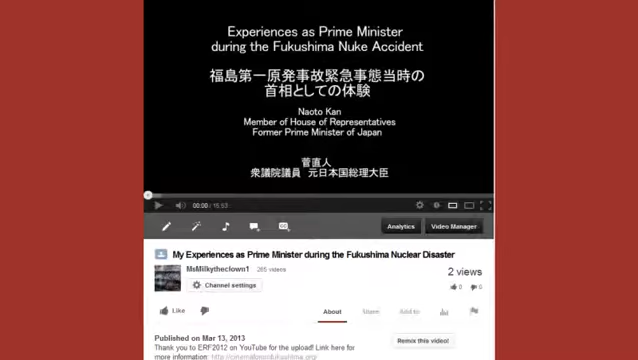 Experiences as Prime Minister
during the Fukushima Nuke Accident
福島第一原発事故緊急事態当時の
首相としての体験
Naoto Kan
Member of House of Representatives
Former Prime Minister of Japan
菅直人
衆議院議員 元日本国総理大臣
00:00 / 15:53
Analytics
Video Manager
My Experiences as Prime Minister during the Fukushima Nuclear Disaster
MsMilkytheclown1 265 videos
2 views
Channel settings
0 0
Like
About Share Add to
Published on Mar 13, 2013
Thank you to ERF2012 on YouTube for the upload! Link here for
more information: http://cinemaforumfukushima.org/
Remix this video!